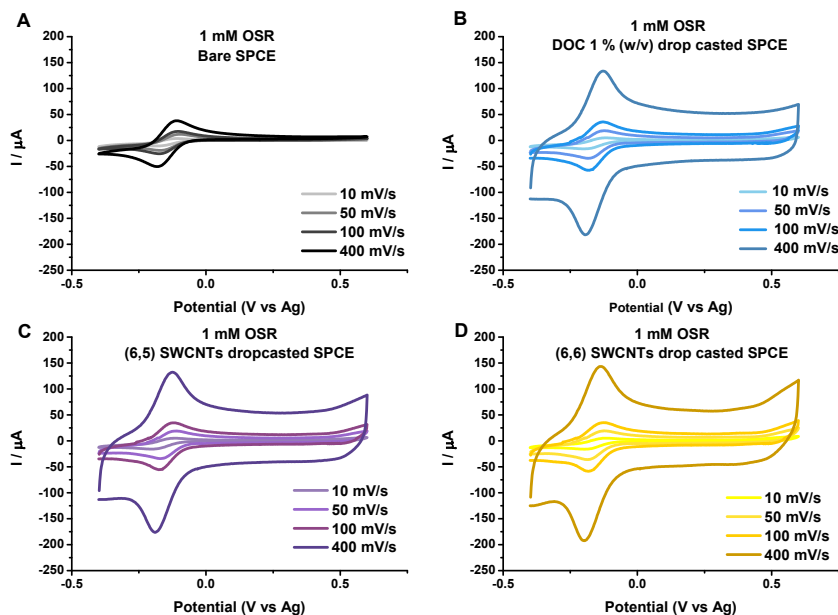 A
1 mM OSR
Bare SPCE
200
150
100
50
0
-50
-100
-150
-200
-250
I / µA
10 mV/s
50 mV/s
100 mV/s
400 mV/s
-0.5
0.0
0.5
Potential (V vs Ag)
B
1 mM OSR
DOC 1 % (w/v) drop casted SPCE
200
150
100
50
0
-50
-100
-150
-200
-250
I / µA
10 mV/s
50 mV/s
100 mV/s
400 mV/s
-0.5
0.0
0.5
Potential (V vs Ag)
C
1 mM OSR
(6,5) SWCNTs dropcasted SPCE
200
150
100
50
0
-50
-100
-150
-200
-250
I / µA
10 mV/s
50 mV/s
100 mV/s
400 mV/s
-0.5
0.0
0.5
Potential (V vs Ag)
D
1 mM OSR
(6,6) SWCNTs drop casted SPCE
200
150
100
50
0
-50
-100
-150
-200
-250
I / µA
10 mV/s
50 mV/s
100 mV/s
400 mV/s
-0.5
0.0
0.5
Potential (V vs Ag)